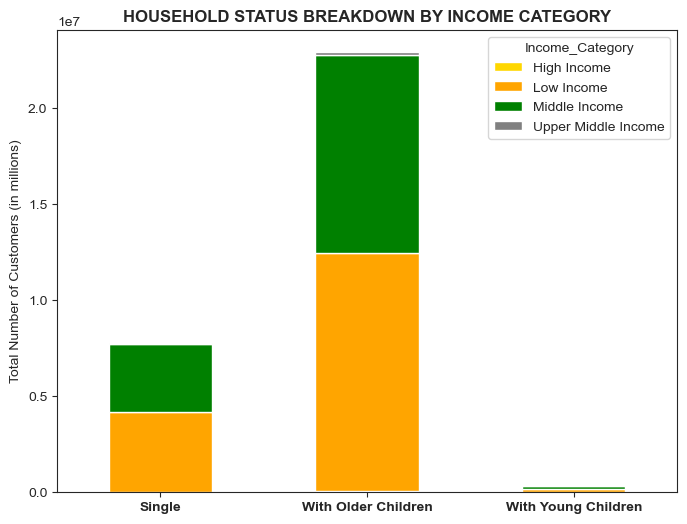 HOUSEHOLD STATUS BREAKDOWN BY INCOME CATEGORY
1e7
Income_Category
High Income
Low Income
Middle Income
Upper Middle Income
Total Number of Customers (in millions)
2.0
1.5
1.0
0.5
0.0
Single
With Older Children
With Young Children